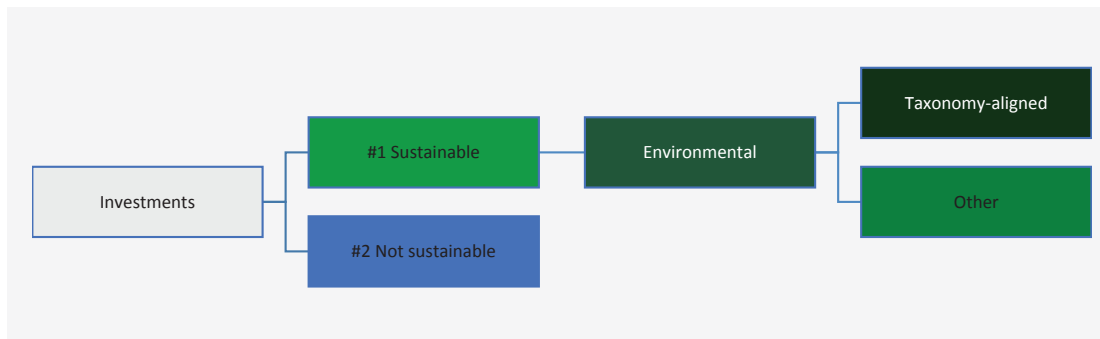 Investments
#1 Sustainable
#2 Not sustainable
Environmental
Taxonomy-aligned
Other